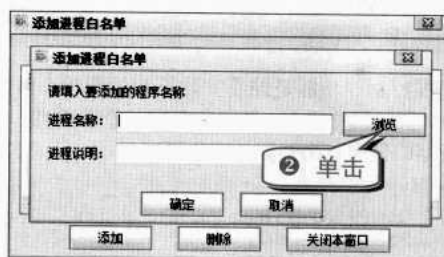 添加进程白名单
添加进程白名单
请填入要添加的程序名称
进程名称： 浏览
进程说明：
❷ 单击
确定 取消
添加 删除 关闭本窗口